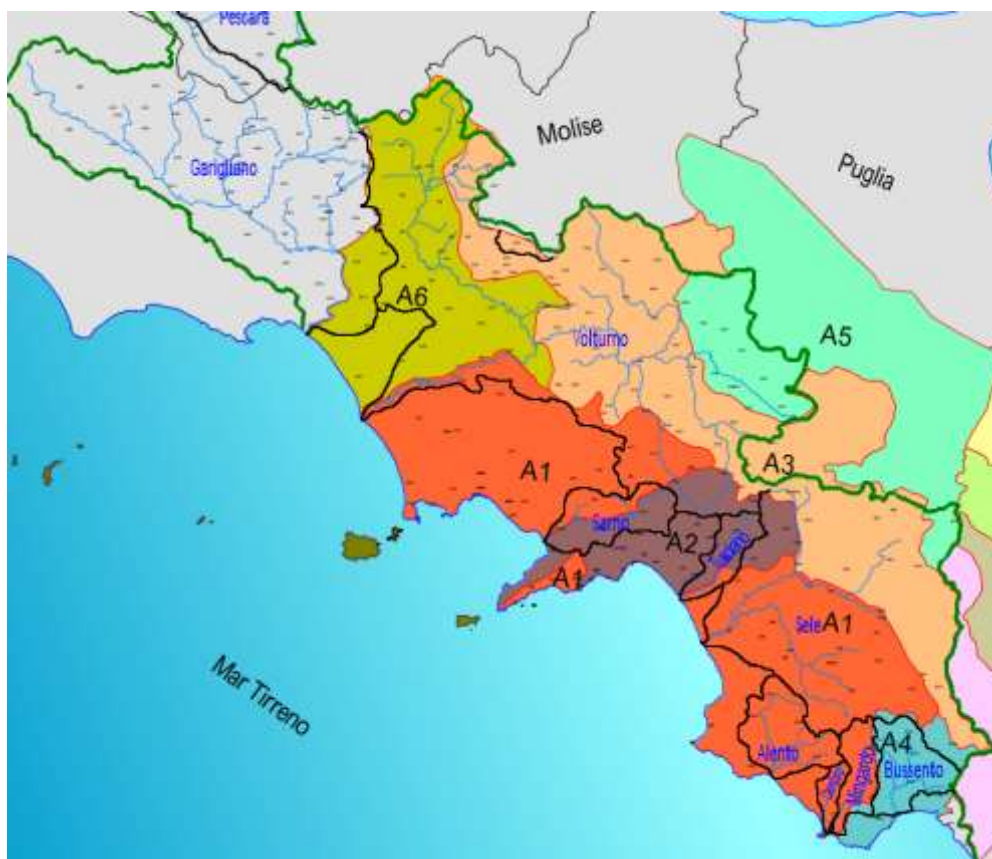 Pescara
Molise
Garigliano
Puglia
A6
Volturno
A5
A1
A3
Sarno
A2
Tusciano
A1
Sele
A1
Mar Tirreno
A4
Alento
Mingardo
Bussento